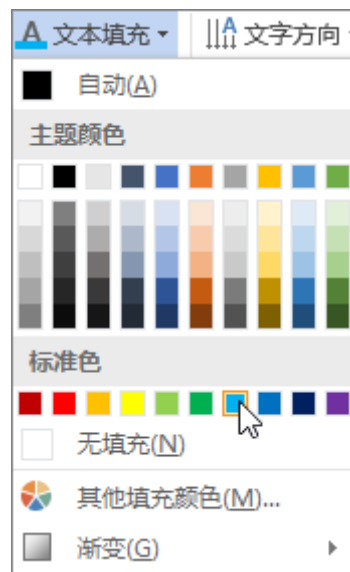 A 文本填充 A 文字方向
自动(A)
主题颜色
标准色
无填充(N)
其他填充颜色(M)...
渐变(G)